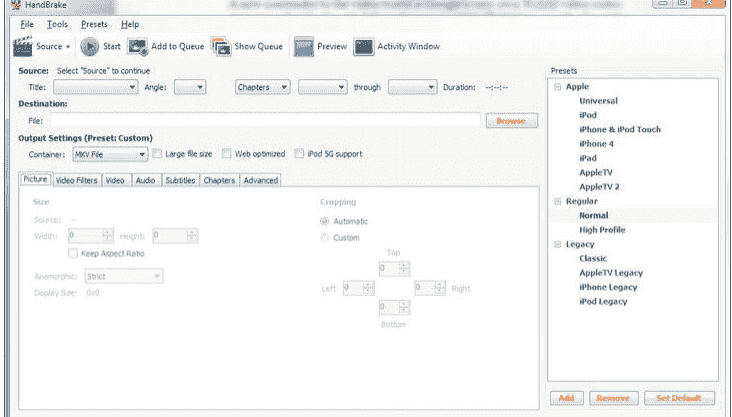 HandBrake
File Tools Presets Help
Source Start Add to Queue Show Queue Preview Activity Window
Source: Select "Source" to continue
Title: Angle: Chapters through Duration: --:--:--
Destination:
File: Browse
Output Settings (Preset: Custom)
Container: MKV File Large file size Web optimized iPod 5G support
Picture Video Filters Video Audio Subtitles Chapters Advanced
Size
Source: --
Width: 0 Height: 0
Keep Aspect Ratio
Anamorphic: Strict
Display Size: 0x0
Cropping
Automatic
Custom
Top
0
Left 0 0 Right
0
Bottom
Presets
Apple
Universal
iPod
iPhone & iPod Touch
iPhone 4
iPad
AppleTV
AppleTV 2
Regular
Normal
High Profile
Legacy
Classic
AppleTV Legacy
iPhone Legacy
iPod Legacy
Add Remove Set Default